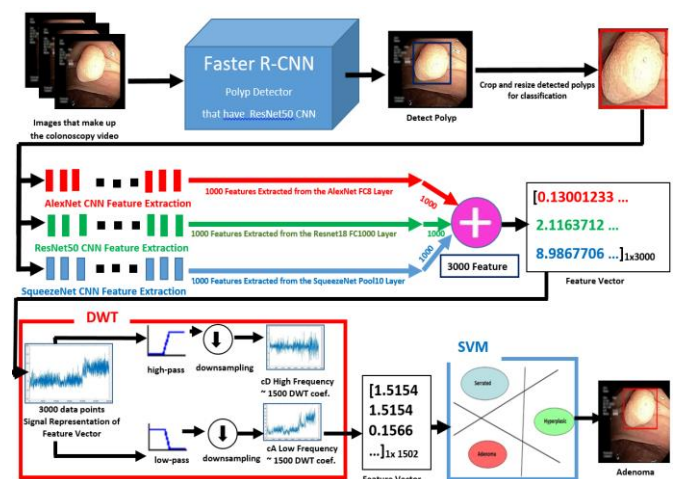 Faster R-CNN
Polyp Detector
that have ResNet50 CNN
Images that make up
the colonoscopy video
Detect Polyp
Crop and resize detected polyps
for classification
AlexNet CNN Feature Extraction
1000 Features Extracted from the AlexNet FC8 Layer
1000
ResNet50 CNN Feature Extraction
1000 Features Extracted from the Resnet18 FC1000 Layer
1000
SqueezeNet CNN Feature Extraction
1000 Features Extracted from the SqueezeNet Pool10 Layer
1000
+
3000 Feature
[0.13001233 ...
2.1163712 ...
8.9867706 ...]1x3000
Feature Vector
DWT
3000 data points
Signal Representation of
Feature Vector
high-pass
downsampling
cD High Frequency
~ 1500 DWT coef.
low-pass
downsampling
cA Low Frequency
~ 1500 DWT coef.
[1.5154
1.5154
0.1566
...]1x 1502
Feature Vector
SVM
Serrated
Hyperplasic
Adenoma
Adenoma